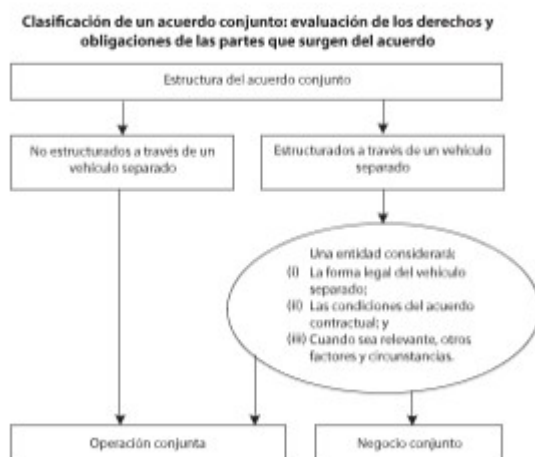 Clasificación de un acuerdo conjunto: evaluación de los derechos y
obligaciones de las partes que surgen del acuerdo
Estructura del acuerdo conjunto
No estructurados a través de un
vehículo separado
Estructurados a través de un vehículo
separado
Una entidad considerará:
(i) La forma legal del vehículo
separado;
(ii) Las condiciones del acuerdo
contractual; y
(iii) Cuando sea relevante, otros
factores y circunstancias.
Operación conjunta
Negocio conjunto